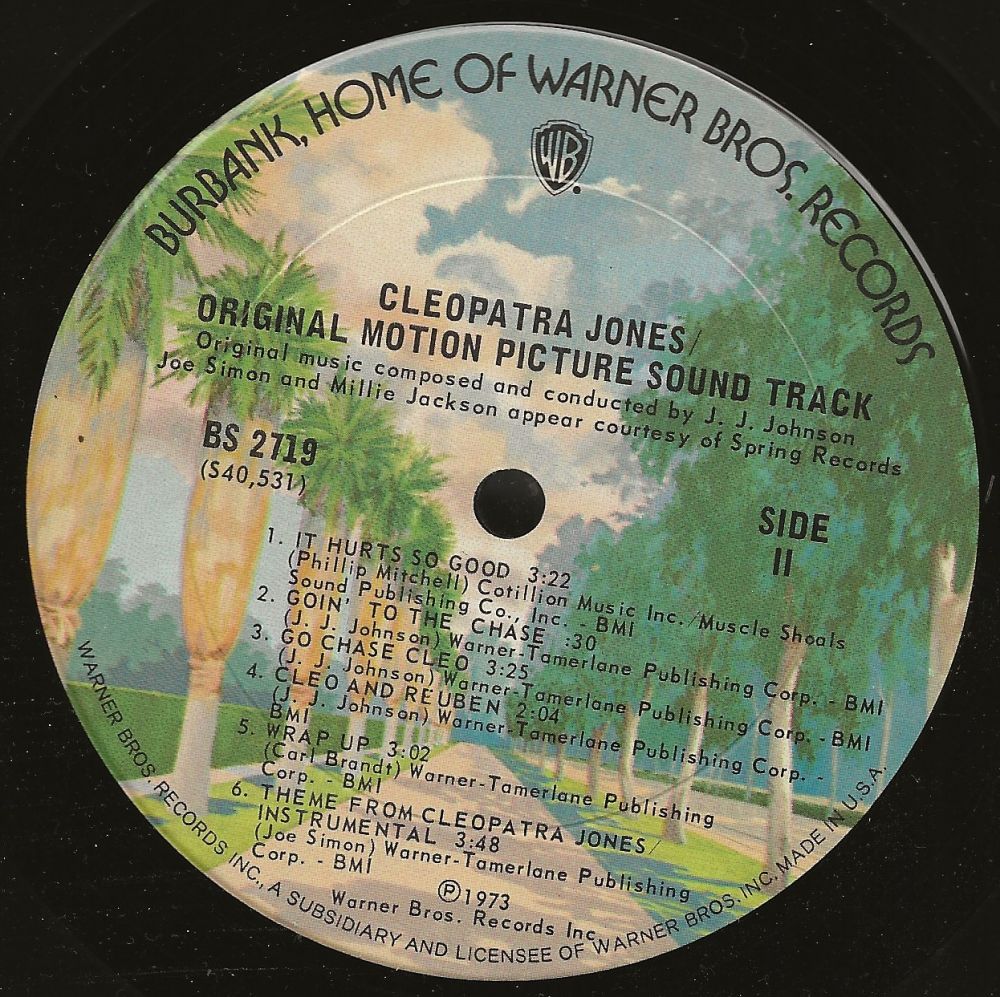 BURBANK, HOME OF WARNER BROS. RECORDS
WB
CLEOPATRA JONES/
ORIGINAL MOTION PICTURE SOUND TRACK
Original music composed and conducted by J. J. Johnson
Joe Simon and Millie Jackson appear courtesy of Spring Records
BS 2719
(S40,531)
SIDE
II
1. IT HURTS SO GOOD 3:22
(Phillip Mitchell) Cotillion Music Inc./Muscle Shoals
Sound Publishing Co., Inc. - BMI
2. GOIN' TO THE CHASE :30
(J. J. Johnson) Warner-Tamerlane Publishing Corp. - BMI
3. GO CHASE CLEO 3:25
(J. J. Johnson) Warner-Tamerlane Publishing Corp. - BMI
4. CLEO AND REUBEN 2:04
(J. J. Johnson) Warner-Tamerlane Publishing Corp. -
BMI
5. WRAP UP 3:02
(Carl Brandt) Warner-Tamerlane Publishing
Corp. - BMI
6. THEME FROM CLEOPATRA JONES/
INSTRUMENTAL 3:48
(Joe Simon) Warner-Tamerlane Publishing
Corp. - BMI
Ⓟ1973
Warner Bros. Records Inc.
WARNER BROS. RECORDS INC., A SUBSIDIARY AND LICENSEE OF WARNER BROS. INC. MADE IN U.S.A.